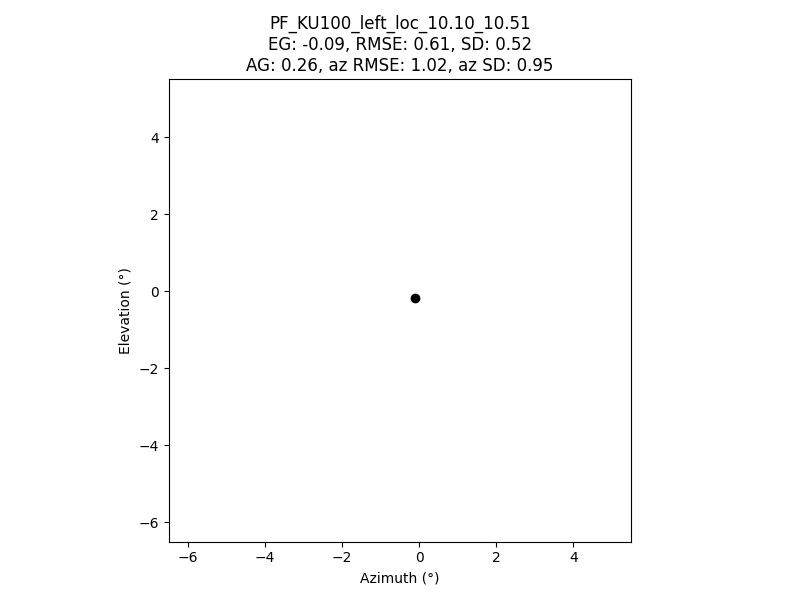 PF_KU100_left_loc_10.10_10.51
EG: -0.09, RMSE: 0.61, SD: 0.52
AG: 0.26, az RMSE: 1.02, az SD: 0.95
4
2
0
−2
−4
−6
Elevation (°)
−6 −4 −2 0 2 4
Azimuth (°)